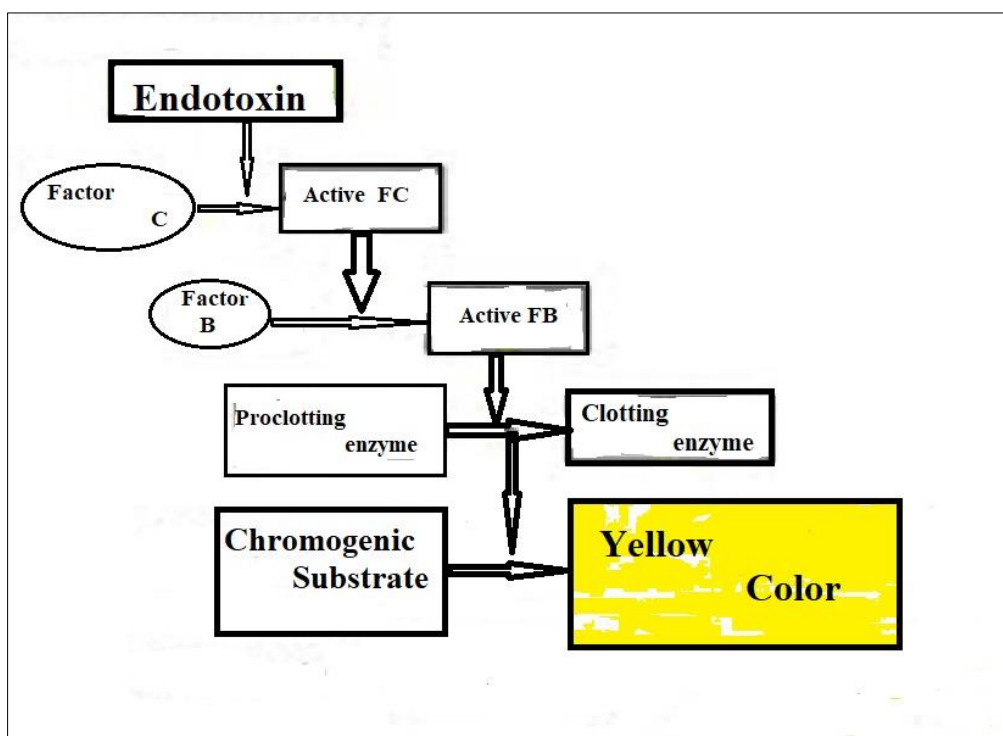 Endotoxin
Factor
C
Active FC
Factor
B
Active FB
Proclotting
enzyme
Clotting
enzyme
Chromogenic
Substrate
Yellow
Color